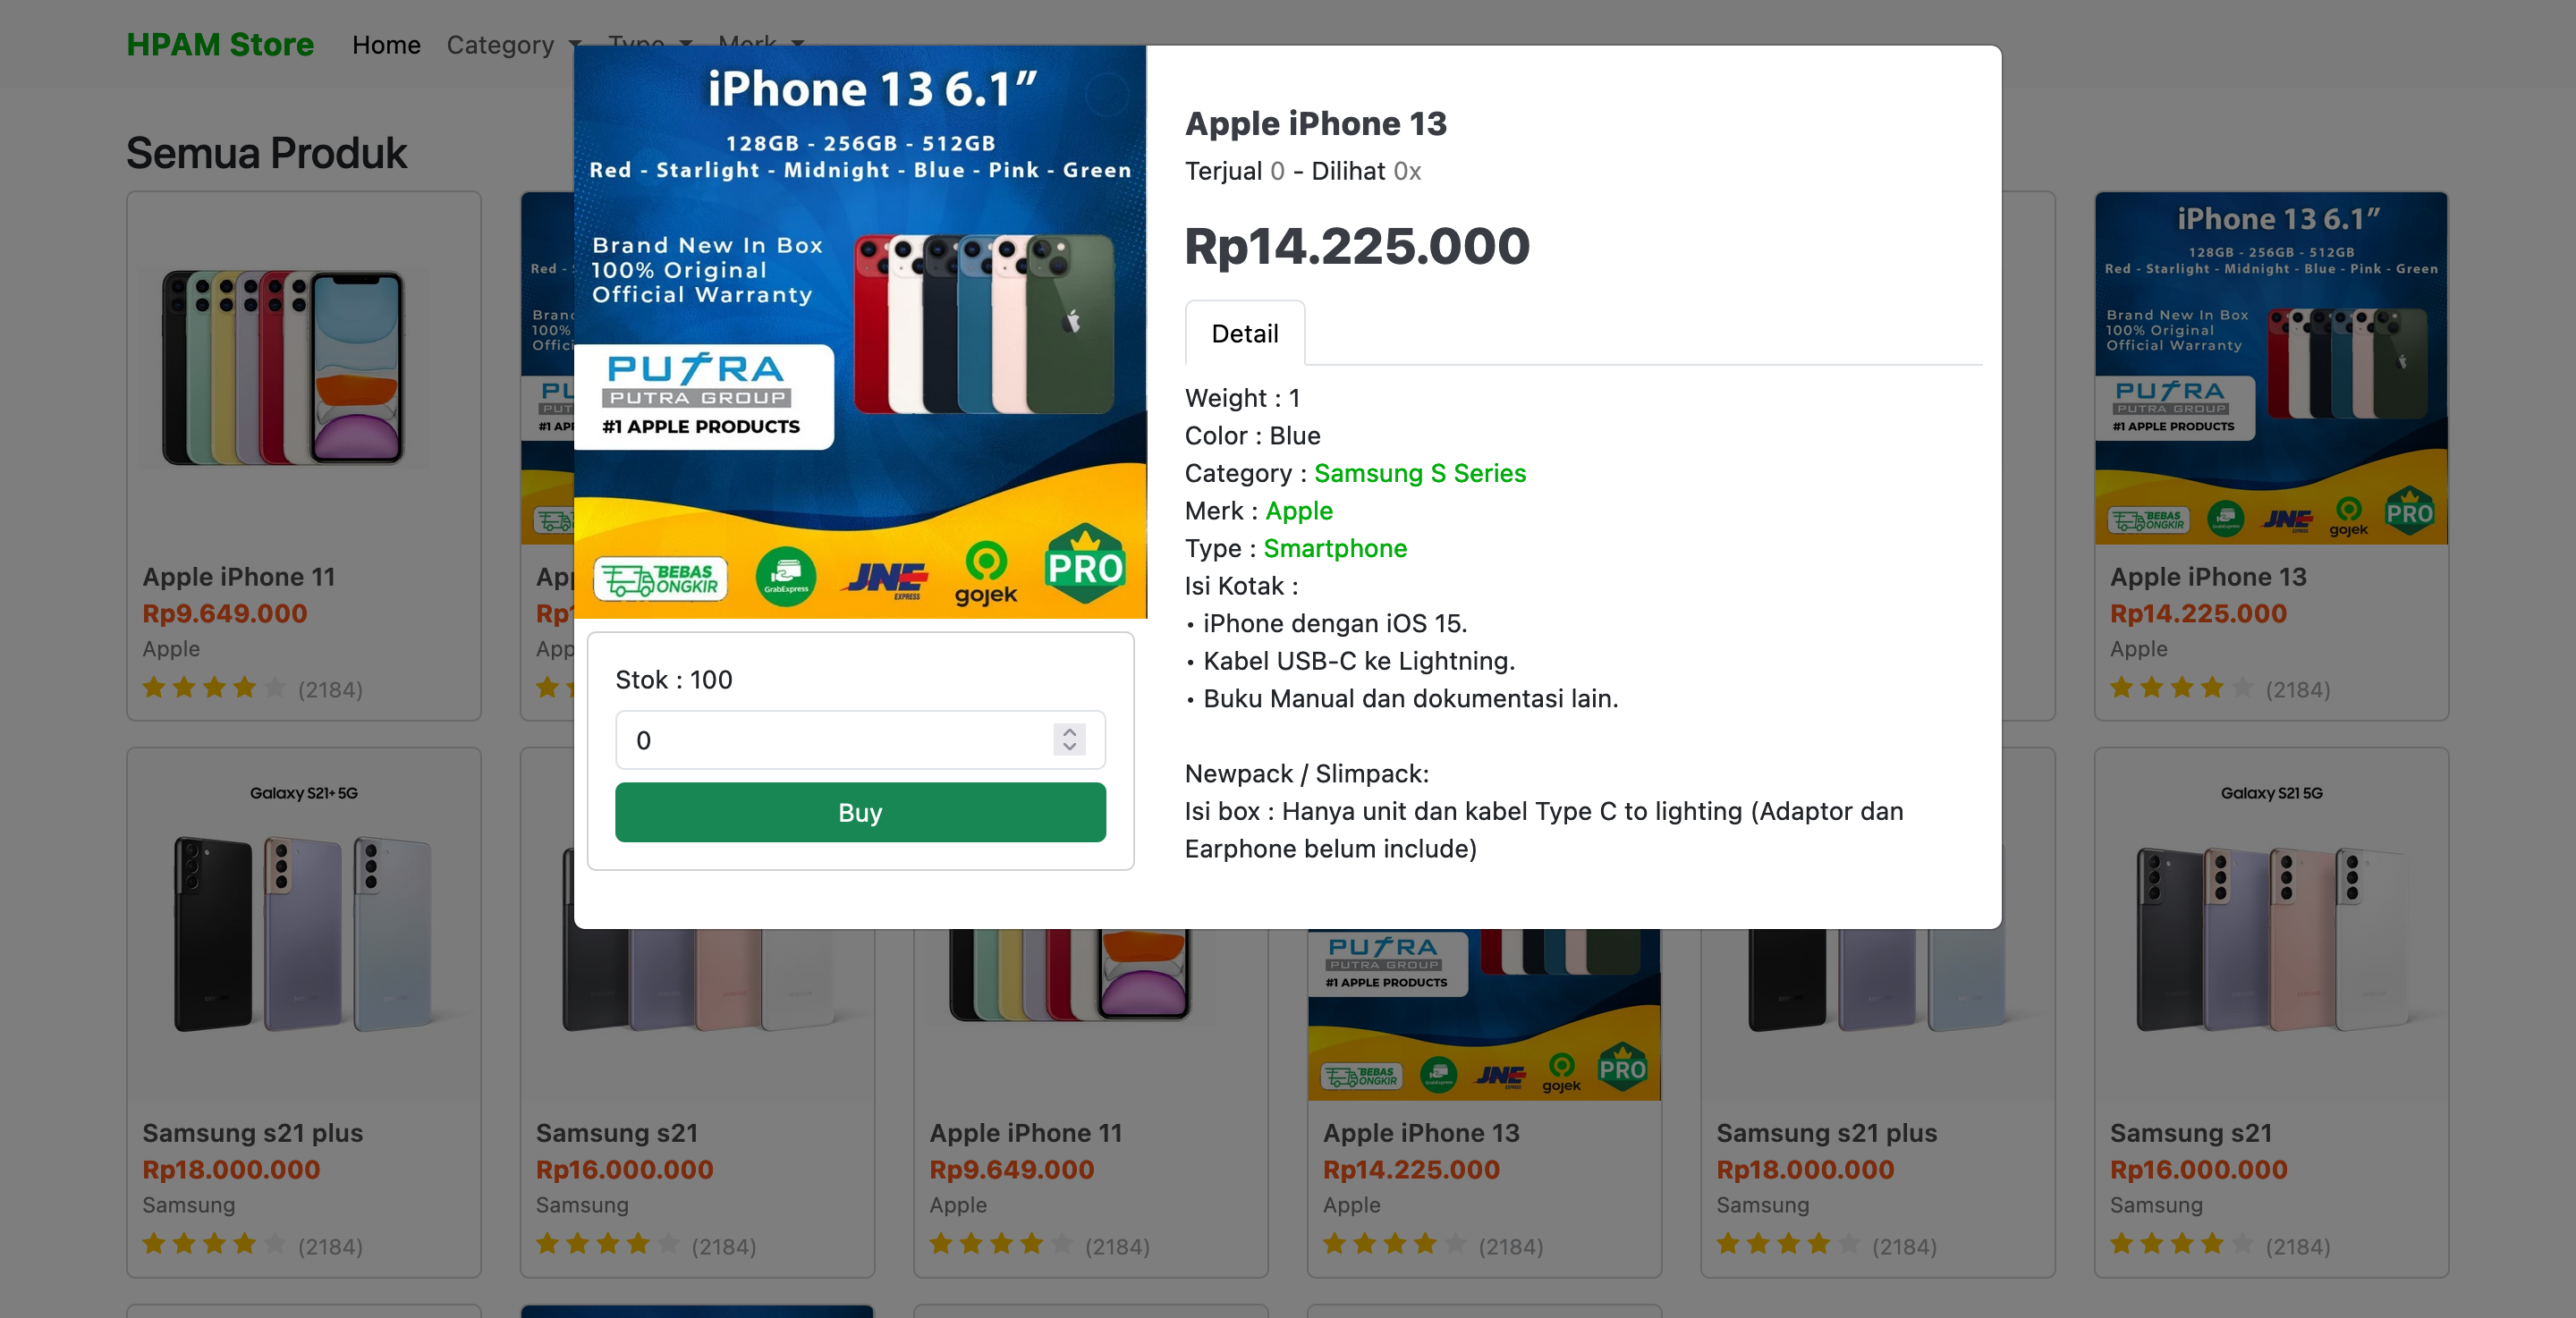 HPAM Store Home Category Type Merk
Semua Produk
iPhone 13 6.1”
128GB - 256GB - 512GB
Red - Starlight - Midnight - Blue - Pink - Green
Brand New In Box
100% Original
Official Warranty
PUTRA
PUTRA GROUP
#1 APPLE PRODUCTS
BEBAS ONGKIR
GrabExpress
JNE EXPRESS
gojek
PRO
Stok : 100
0
Buy
Apple iPhone 13
Terjual 0 - Dilihat 0x
Rp14.225.000
Detail
Weight : 1
Color : Blue
Category : Samsung S Series
Merk : Apple
Type : Smartphone
Isi Kotak :
• iPhone dengan iOS 15.
• Kabel USB-C ke Lightning.
• Buku Manual dan dokumentasi lain.
Newpack / Slimpack:
Isi box : Hanya unit dan kabel Type C to lighting (Adaptor dan
Earphone belum include)
Apple iPhone 11
Rp9.649.000
Apple
(2184)
Red -
100%
#1 AP
iPhone 13 6.1”
128GB - 256GB - 512GB
Red - Starlight - Midnight - Blue - Pink - Green
Brand New In Box
100% Original
Official Warranty
PUTRA
PUTRA GROUP
#1 APPLE PRODUCTS
BEBAS ONGKIR
GrabExpress
JNE EXPRESS
gojek
PRO
Apple iPhone 13
Rp14.225.000
Apple
(2184)
Galaxy S21+ 5G
Samsung s21 plus
Rp18.000.000
Samsung
(2184)
Samsung s21
Rp16.000.000
Samsung
(2184)
Apple iPhone 11
Rp9.649.000
Apple
(2184)
PUTRA
PUTRA GROUP
#1 APPLE PRODUCTS
BEBAS ONGKIR
GrabExpress
JNE EXPRESS
gojek
PRO
Apple iPhone 13
Rp14.225.000
Apple
(2184)
Samsung s21 plus
Rp18.000.000
Samsung
(2184)
Galaxy S21 5G
Samsung s21
Rp16.000.000
Samsung
(2184)